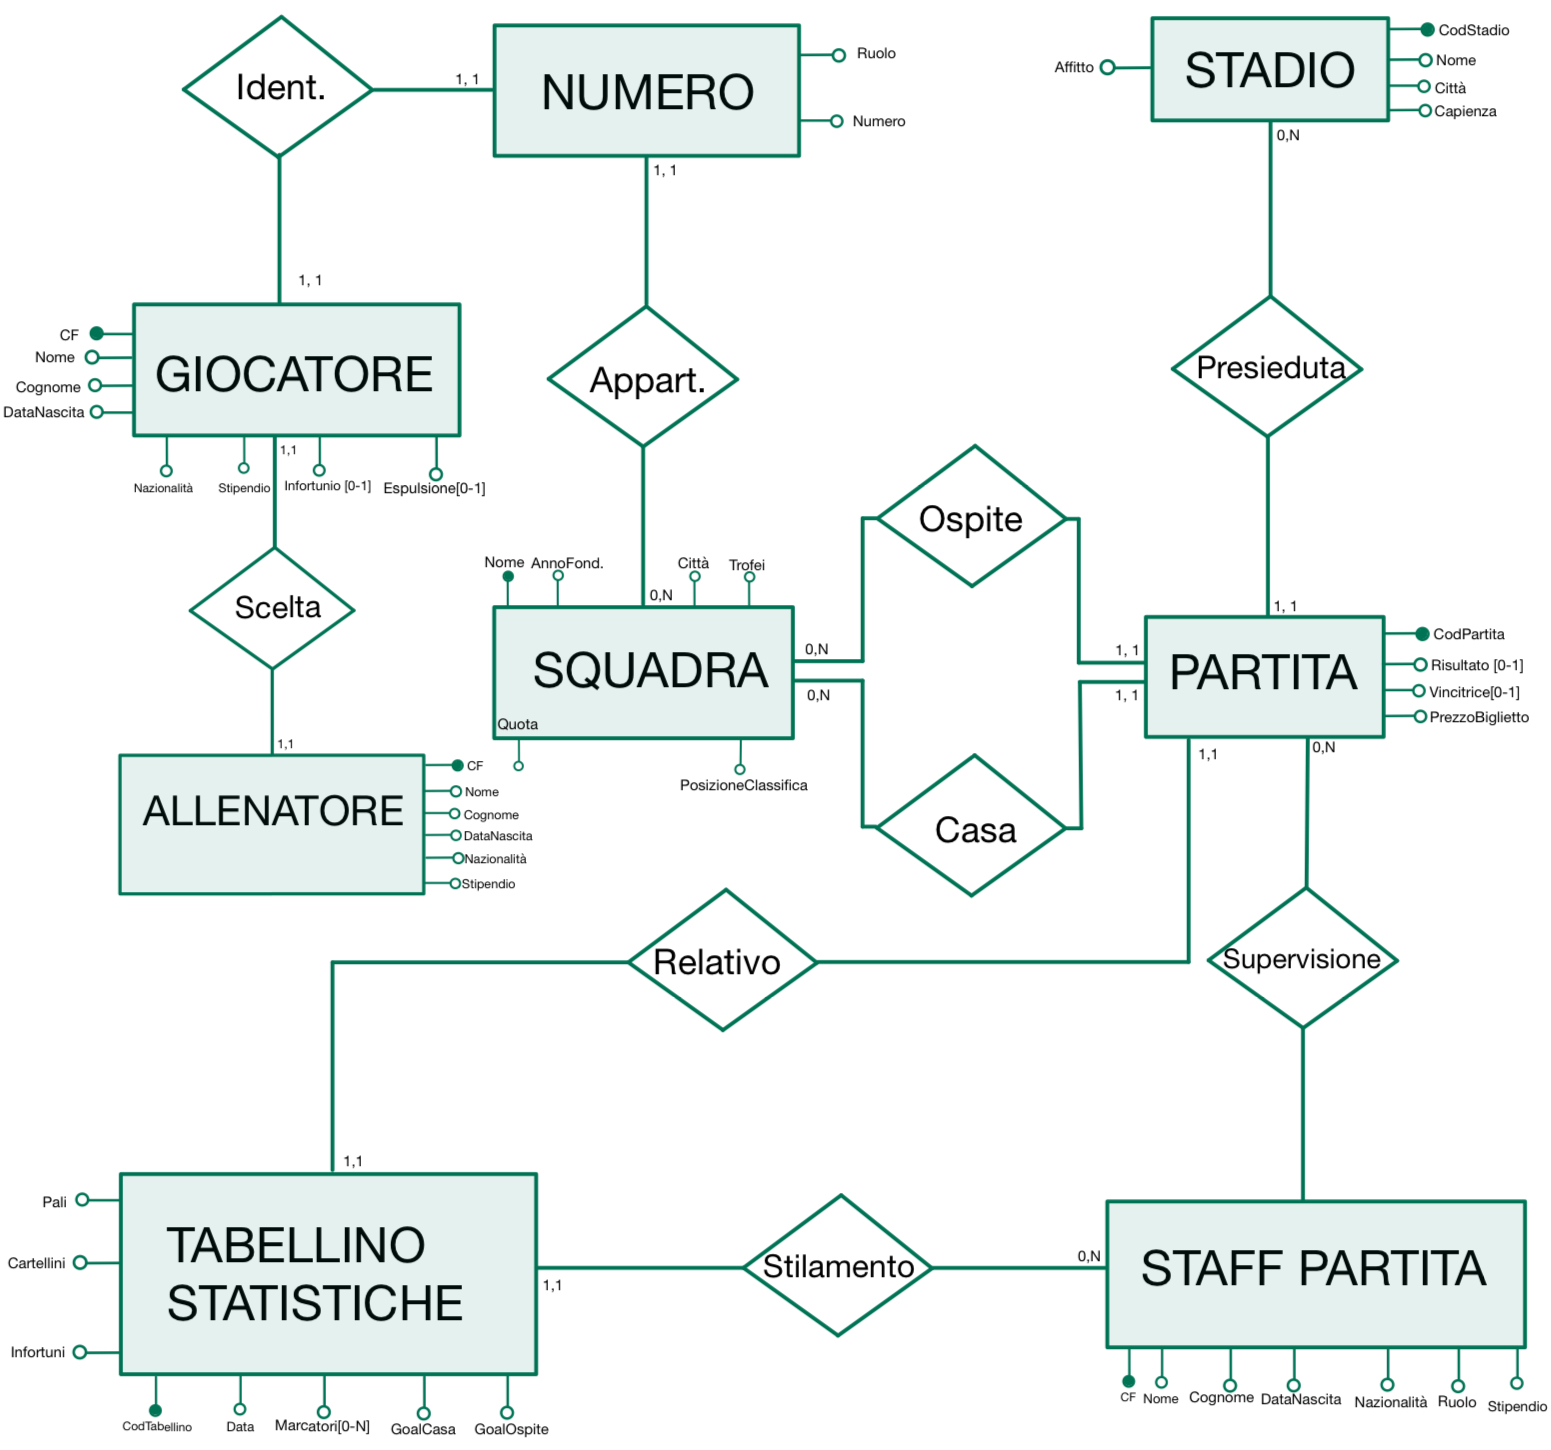 Ident.
1, 1
NUMERO
Ruolo
Numero
1, 1
Affitto
STADIO
CodStadio
Nome
Città
Capienza
0,N
1, 1
CF
Nome
Cognome
DataNascita
GIOCATORE
Nazionalità
Stipendio
1,1
Infortunio [0-1]
Espulsione[0-1]
Appart.
Presieduta
Scelta
1,1
ALLENATORE
CF
Nome
Cognome
DataNascita
Nazionalità
Stipendio
Nome
AnnoFond.
0,N
Città
Trofei
SQUADRA
Quota
PosizioneClassifica
0,N
0,N
Ospite
Casa
1, 1
1, 1
1, 1
PARTITA
CodPartita
Risultato [0-1]
Vincitrice[0-1]
PrezzoBiglietto
1,1
0,N
Relativo
Supervisione
1,1
Pali
Cartellini
Infortuni
TABELLINO
STATISTICHE
CodTabellino
Data
Marcatori[0-N]
GoalCasa
GoalOspite
1,1
Stilamento
0,N
STAFF PARTITA
CF
Nome
Cognome
DataNascita
Nazionalità
Ruolo
Stipendio